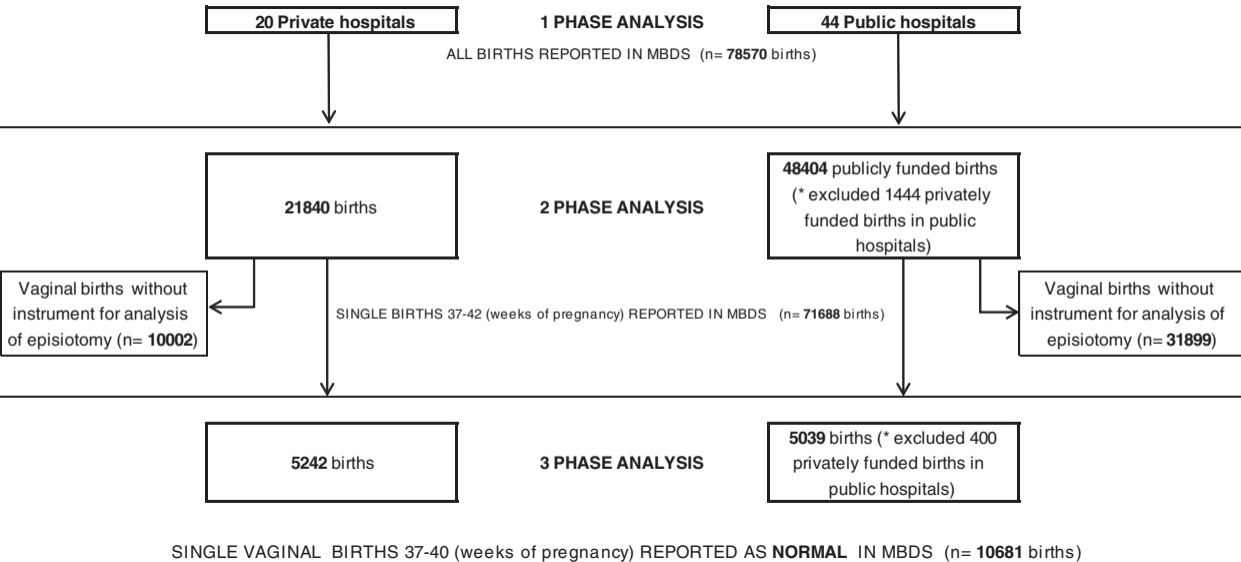 20 Private hospitals
1 PHASE ANALYSIS
44 Public hospitals
ALL BIRTHS REPORTED IN MBDS (n= 78570 births)
21840 births
2 PHASE ANALYSIS
48404 publicly funded births
(* excluded 1444 privately
funded births in public
hospitals)
Vaginal births without
instrument for analysis
of episiotomy (n= 10002)
SINGLE BIRTHS 37-42 (weeks of pregnancy) REPORTED IN MBDS (n= 71688 births)
Vaginal births without
instrument for analysis of
episiotomy (n= 31899)
5242 births
3 PHASE ANALYSIS
5039 births (* excluded 400
privately funded births in
public hospitals)
SINGLE VAGINAL BIRTHS 37-40 (weeks of pregnancy) REPORTED AS NORMAL IN MBDS (n= 10681 births)